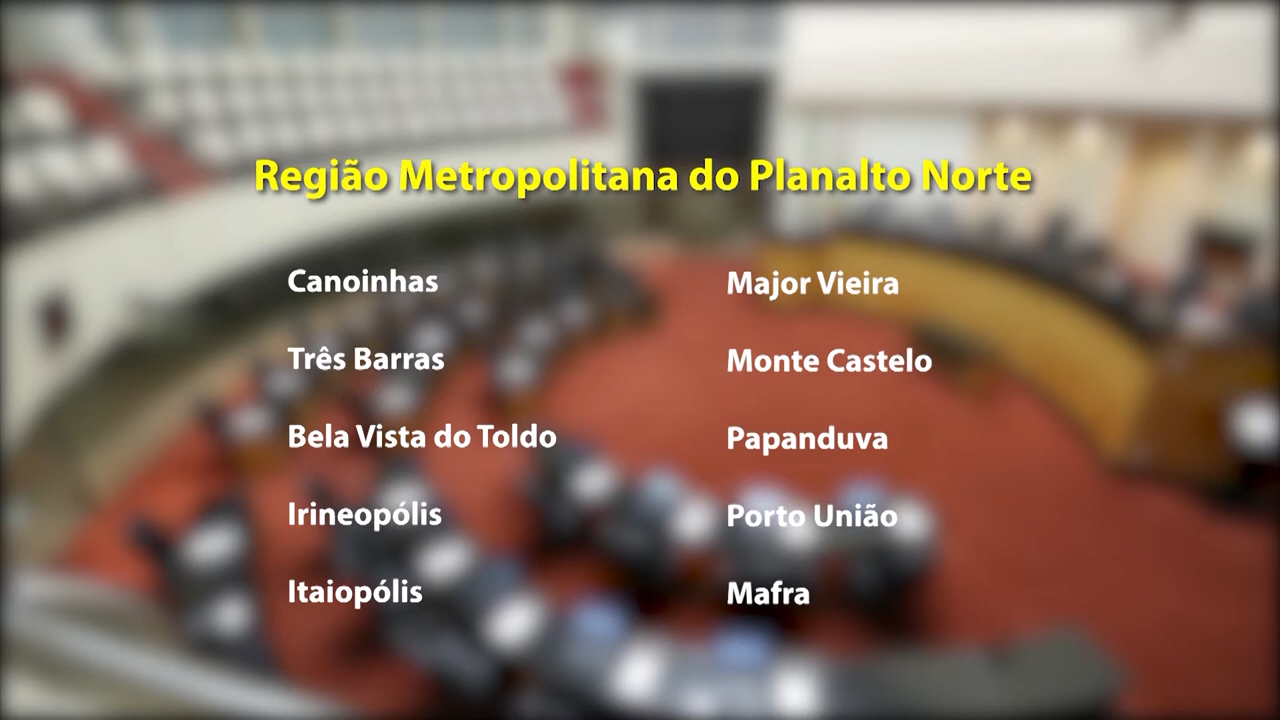 Região Metropolitana do Planalto Norte
Canoinhas
Três Barras
Bela Vista do Toldo
Irineopólis
Itaiopólis
Major Vieira
Monte Castelo
Papanduva
Porto União
Mafra